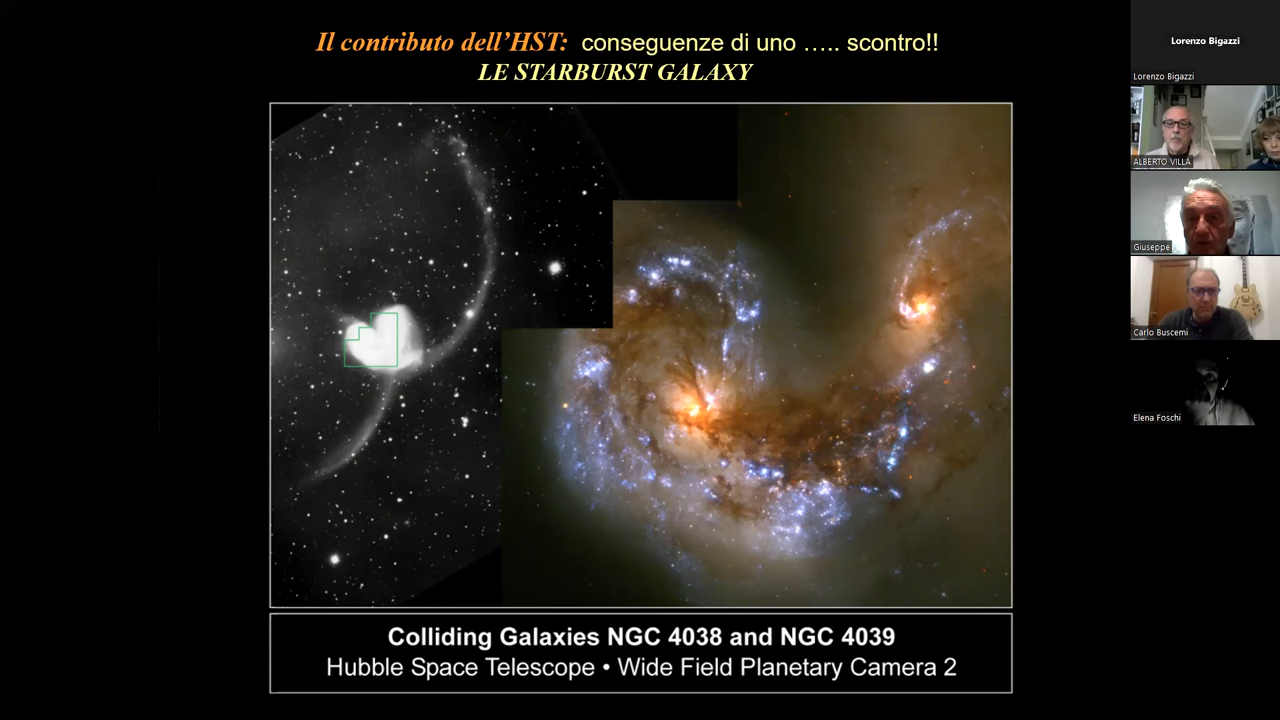 Il contributo dell'HST: conseguenze di uno ….. scontro!!
LE STARBURST GALAXY
Colliding Galaxies NGC 4038 and NGC 4039
Hubble Space Telescope • Wide Field Planetary Camera 2
Lorenzo Bigazzi
Lorenzo Bigazzi
ALBERTO VILLA
Giuseppe
Carlo Buscemi
Elena Foschi